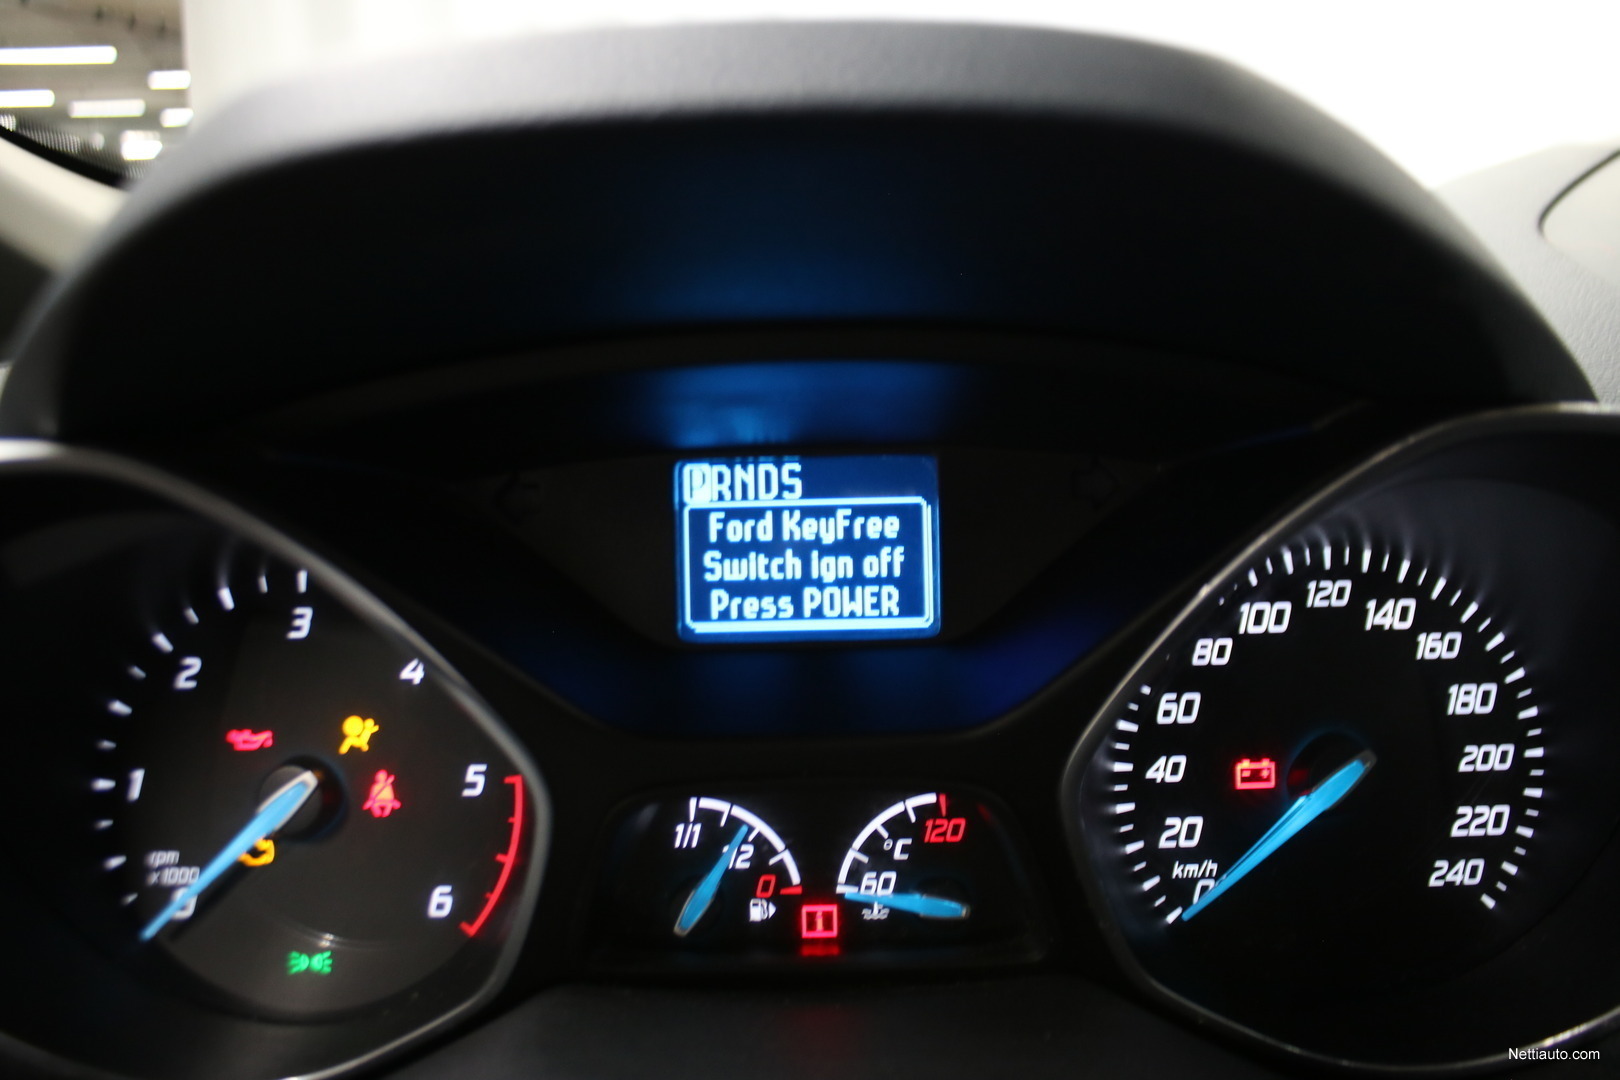 PRNDS
Ford KeyFree
Switch ign off
Press POWER
0
1
2
3
4
5
6
rpm
x1000
1/1
1/2
0
°C
60
120
0
20
40
60
80
100
120
140
160
180
200
220
240
km/h
Nettiauto.com